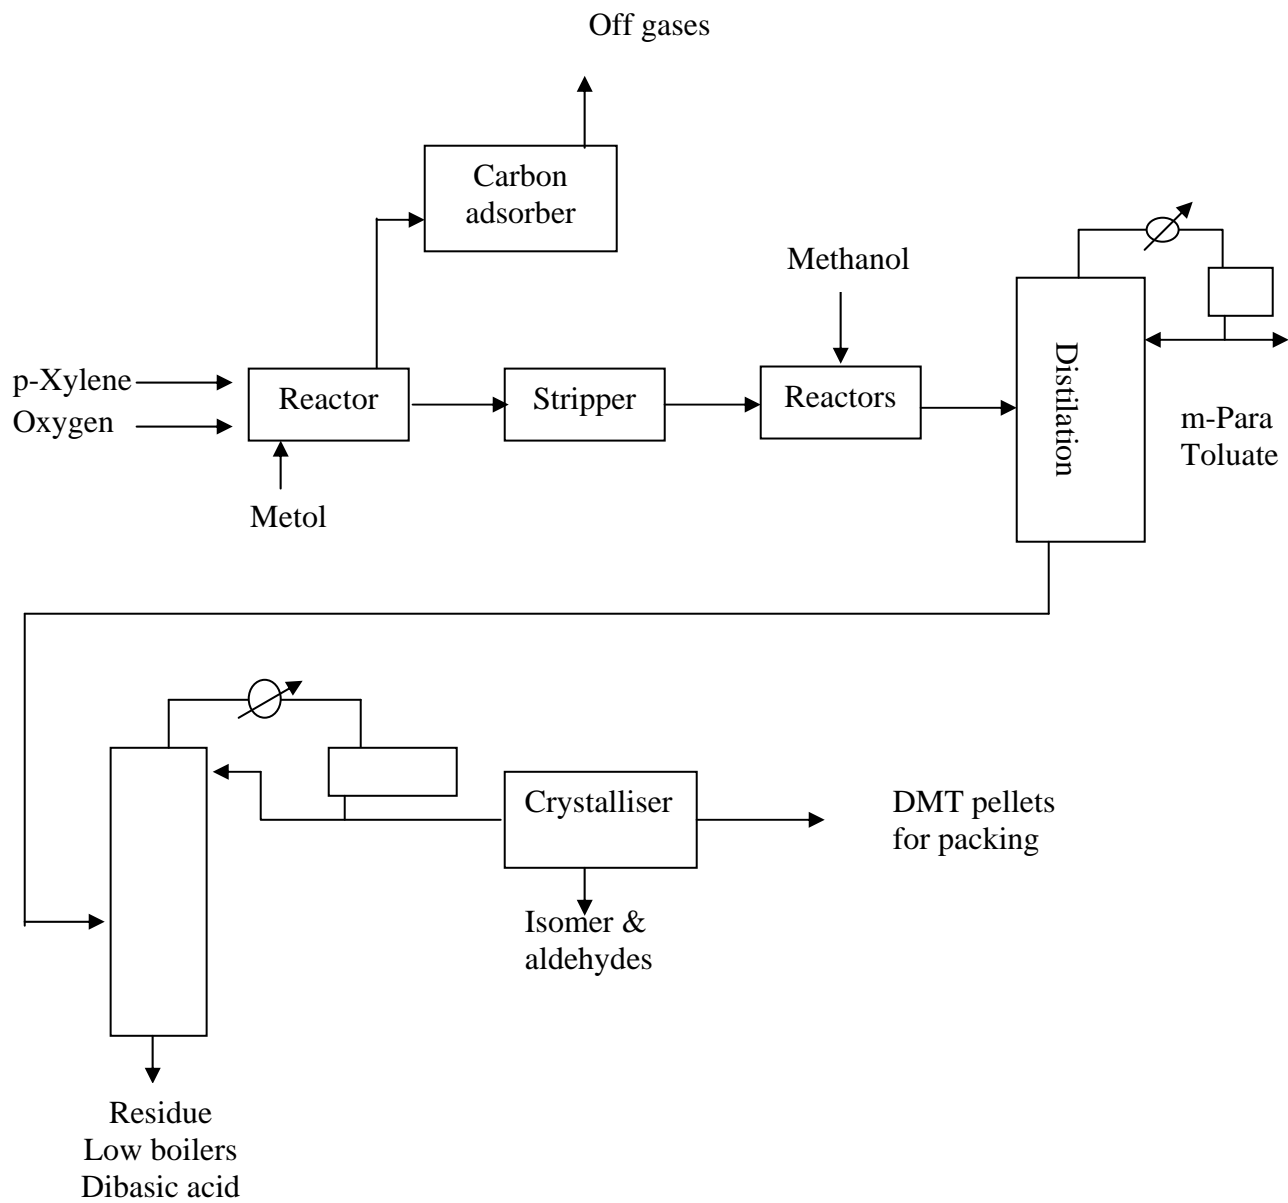 Off gases
Carbon
adsorber
Methanol
p-Xylene
Oxygen
Reactor
Stripper
Reactors
Distilation
m-Para
Toluate
Metol
Crystalliser
DMT pellets
for packing
Isomer &
aldehydes
Residue
Low boilers
Dibasic acid